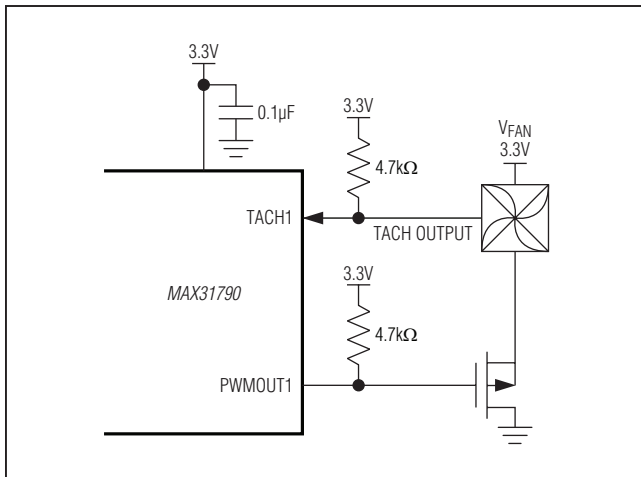 3.3V
0.1µF
3.3V
4.7kΩ
VFAN
3.3V
TACH1
TACH OUTPUT
MAX31790
3.3V
4.7kΩ
PWMOUT1